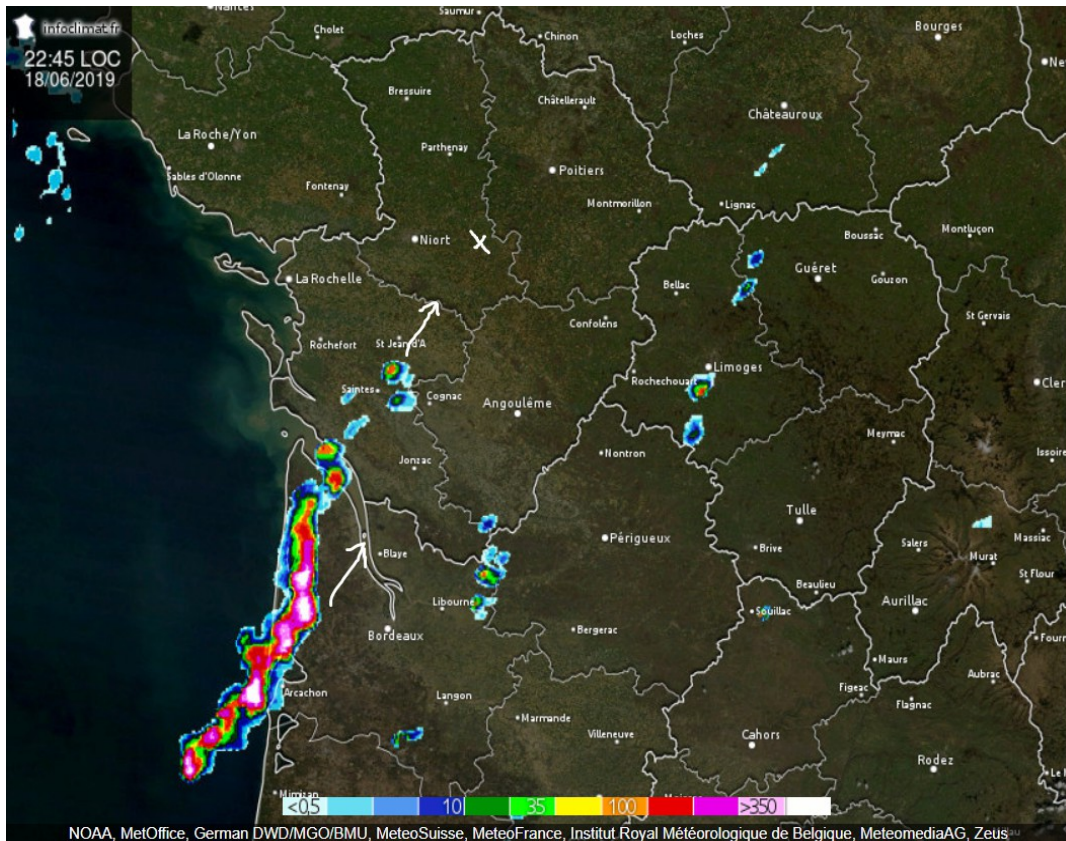 Nantes
Saumur
Bourges
infoclimat.fr
Cholet
Chinon
Loches
22:45 LOC
18/06/2019
Bressuire
Châtellerault
Châteauroux
La Roche/Yon
Parthenay
Poitiers
Sables d'Olonne
Fontenay
Montmorillon
Lignac
Niort
Boussac
Montluçon
La Rochelle
Bellac
Guéret
Gouzon
St Gervais
Rochefort
St Jean d'A
Confolens
Limoges
Rochechouart
Cler
Saintes
Cognac
Angoulême
Meymac
Issoire
Jonzac
Nontron
Tulle
Massiac
Blaye
Périgueux
Brive
Salers
Murat
St Flour
Beaulieu
Libourne
Souillac
Aurillac
Bordeaux
Bergerac
Maurs
Fourn
Arcachon
Langon
Figeac
Aubrac
Flagnac
Marmande
Villeneuve
Cahors
Rodez
Mimizan
<0,5 10 35 100 >350
NOAA, MetOffice, German DWD/MGO/BMU, MeteoSuisse, MeteoFrance, Institut Royal Météorologique de Belgique, MeteomediaAG, Zeus